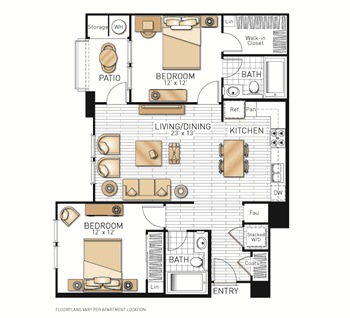 Storage
WH
Lin
Walk-in
Closet
PATIO
BEDROOM
12' x 12'
BATH
Ref.
Pan
LIVING/DINING
23' x 13'
KITCHEN
DW
BEDROOM
12' x 12'
Fau
Stacked
W/D
Lin
BATH
Coats
ENTRY
FLOORPLANS VARY PER APARTMENT LOCATION